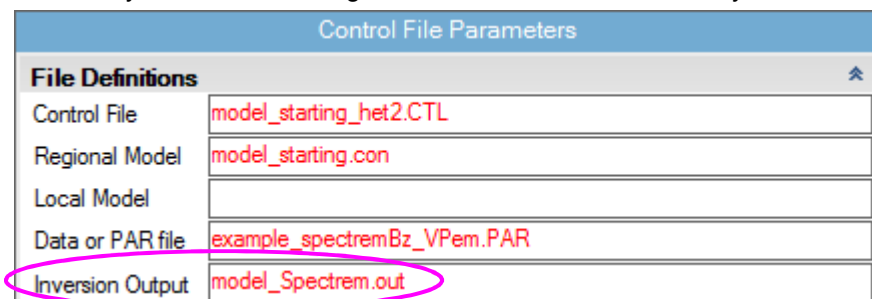 Control File Parameters
File Definitions
Control File model_starting_het2.CTL
Regional Model model_starting.con
Local Model
Data or PAR file example_spectremBz_VPem.PAR
Inversion Output model_Spectrem.out